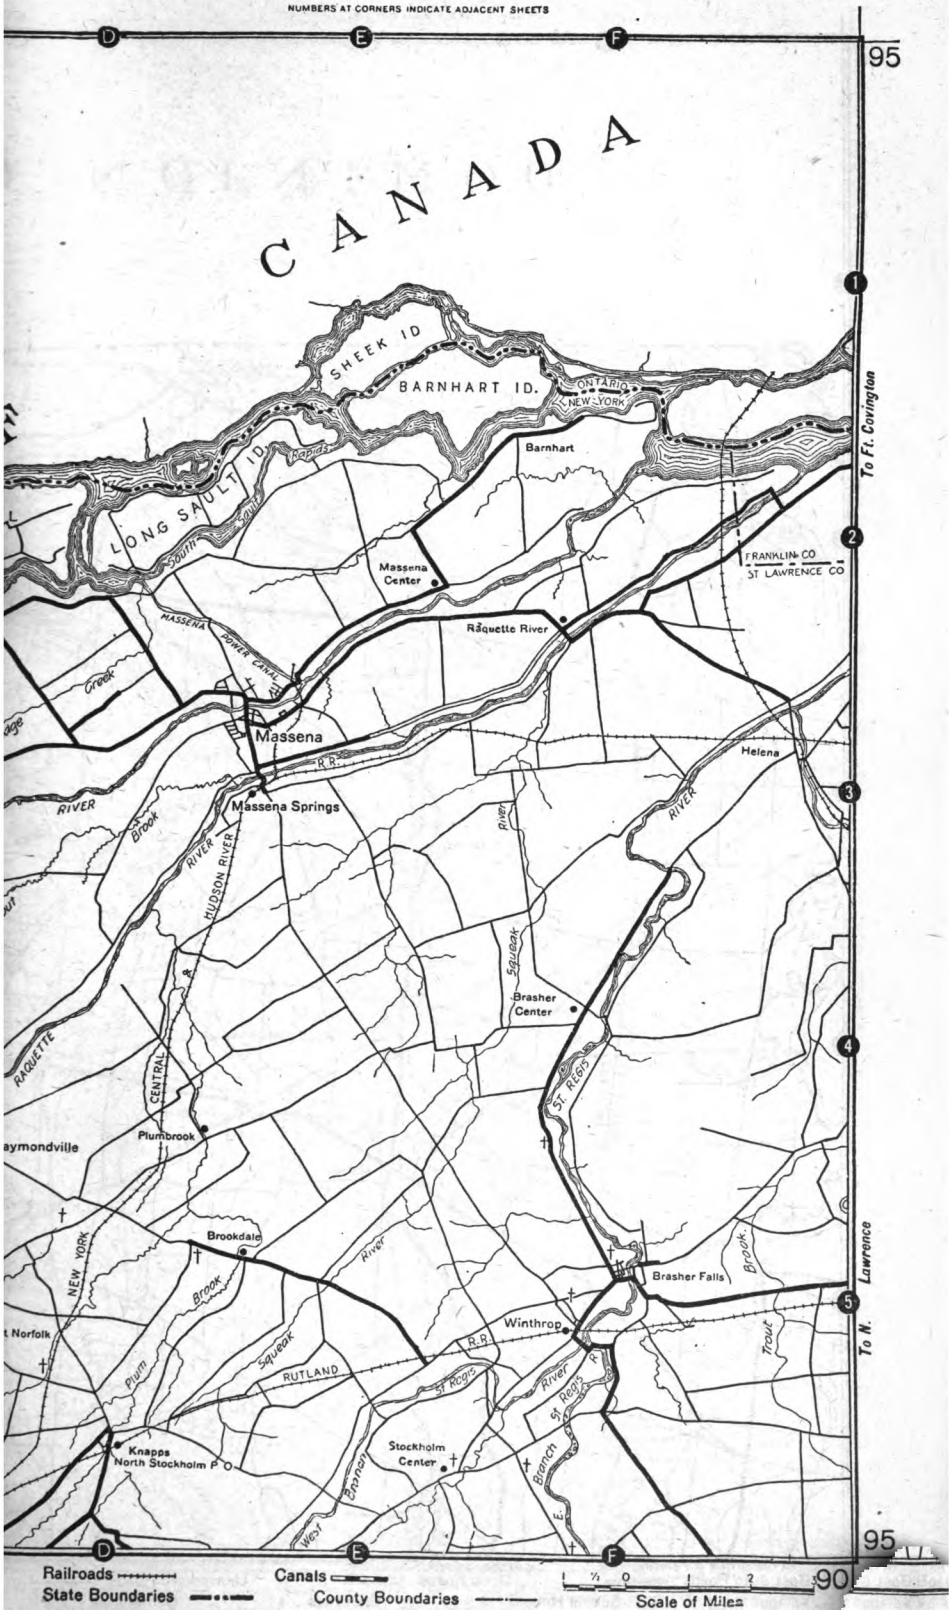 NUMBERS AT CORNERS INDICATE ADJACENT SHEETS
D E F
95
CANADA
1
SHEEK ID
BARNHART ID.
ONTARIO
NEW YORK
To Ft. Covington
Barnhart
Rapids
LONG SAULT ID.
South Sault
2
FRANKLIN CO
ST LAWRENCE CO
Massena
Center
MASSENA
POWER CANAL
Raquette River
Creek
Massena
R.R.
Helena
3
RIVER
Massena Springs
RIVER
Brook
River
RIVER
HUDSON RIVER
Squeak
&
Brasher
Center
4
RAQUETTE
CENTRAL
ST. REGIS
Plumbrook
aymondville
Brookdale
River
NEW YORK
Brasher Falls
Brook.
To N. Lawrence
Brook
5
Winthrop
t Norfolk
Squeak
R.R.
Trout
Plum
RUTLAND
St Regis
River
R
St Regis
Stockholm
Center
Knapps
North Stockholm P O
Branch
Branch
West
E.
95
D E F
Railroads
Canals
90
State Boundaries
County Boundaries
1 ½ 0 1 2 3
Scale of Miles